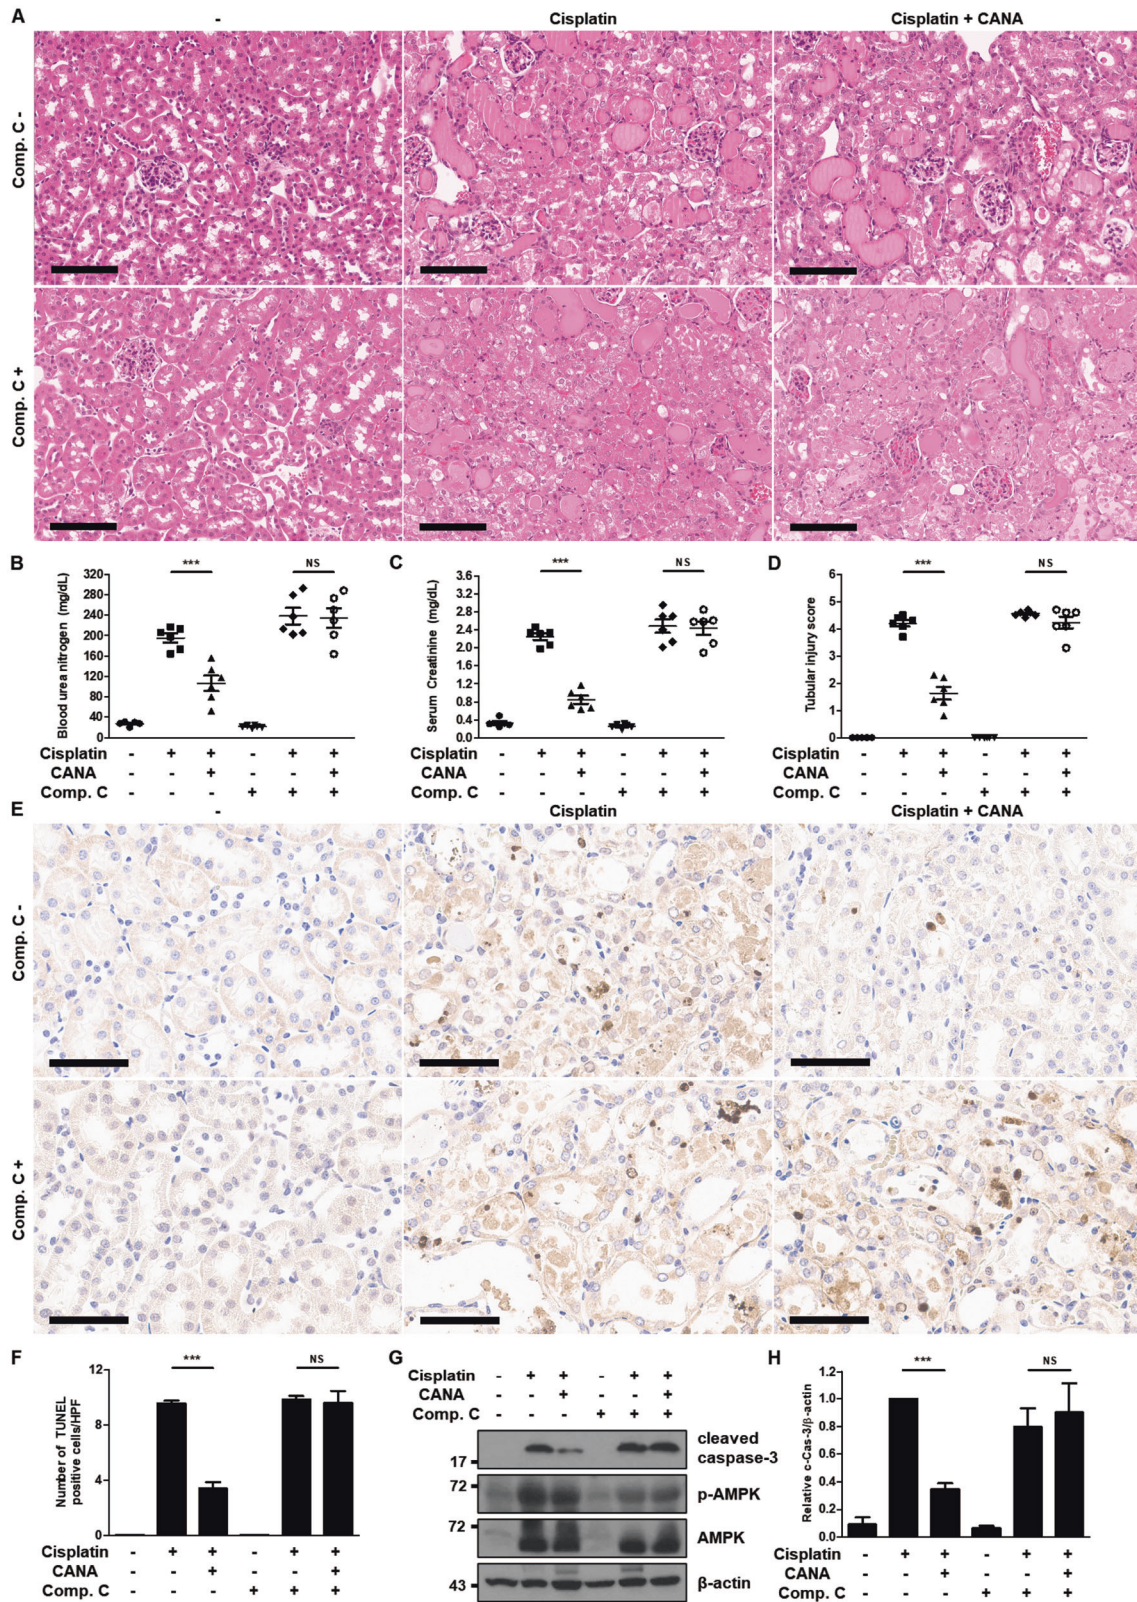 A
-
Cisplatin
Cisplatin + CANA
Comp. C -
Comp. C +
B
Blood urea nitrogen (mg/dL)
320
280
240
200
160
120
80
40
0
***
NS
Cisplatin - + + - + +
CANA - - + - - +
Comp. C - - - + + +
C
Serum Creatinine (mg/dL)
3.6
3.2
2.8
2.4
2.0
1.6
1.2
0.8
0.4
0.0
***
NS
Cisplatin - + + - + +
CANA - - + - - +
Comp. C - - - + + +
D
Tubular injury score
6
5
4
3
2
1
0
***
NS
Cisplatin - + + - + +
CANA - - + - - +
Comp. C - - - + + +
E
-
Cisplatin
Cisplatin + CANA
Comp. C -
Comp. C +
F
Number of TUNEL
positive cells/HPF
12
8
4
0
***
NS
Cisplatin - + + - + +
CANA - - + - - +
Comp. C - - - + + +
G
Cisplatin - + + - + +
CANA - - + - - +
Comp. C - - - + + +
17
cleaved
caspase-3
72
p-AMPK
72
AMPK
43
β-actin
H
Relative c-Cas-3/β-actin
1.2
1.0
0.8
0.6
0.4
0.2
0.0
***
NS
Cisplatin - + + - + +
CANA - - + - - +
Comp. C - - - + + +